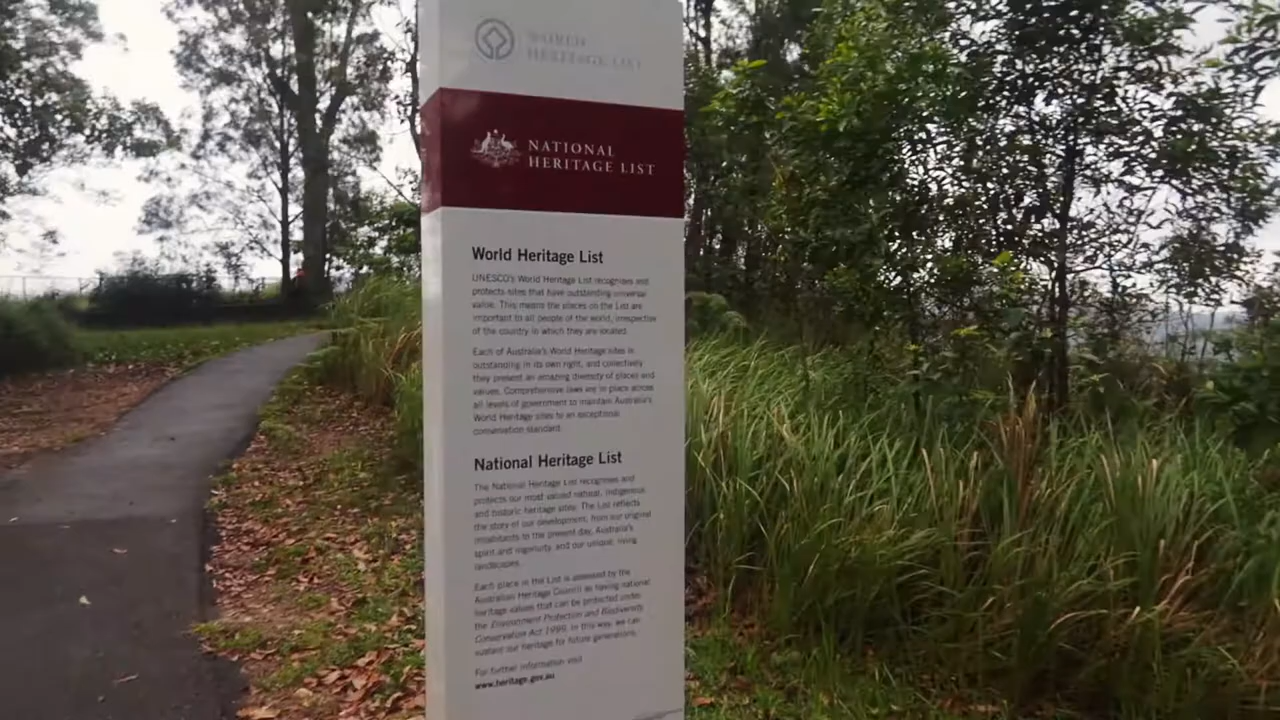 WORLD
HERITAGE LIST
NATIONAL
HERITAGE LIST
World Heritage List
UNESCO's World Heritage List recognises and
protects sites that have outstanding universal
value. This means the places on the List are
important to all people of the world, irrespective
of the country in which they are located.
Each of Australia's World Heritage sites is
outstanding in its own right, and collectively
they present an amazing diversity of places and
values. Comprehensive laws are in place across
all levels of government to maintain Australia's
World Heritage sites to an exceptional
conservation standard.
National Heritage List
The National Heritage List recognises and
protects our most valued natural, Indigenous
and historic heritage sites. The List reflects
the story of our development, from our original
inhabitants to the present day, Australia's
spirit and ingenuity, and our unique, living
landscapes.
Each place in the List is assessed by the
Australian Heritage Council as having national
heritage values that can be protected under
the Environment Protection and Biodiversity
Conservation Act 1999. In this way, we can
sustain our heritage for future generations.
For further information visit
www.heritage.gov.au